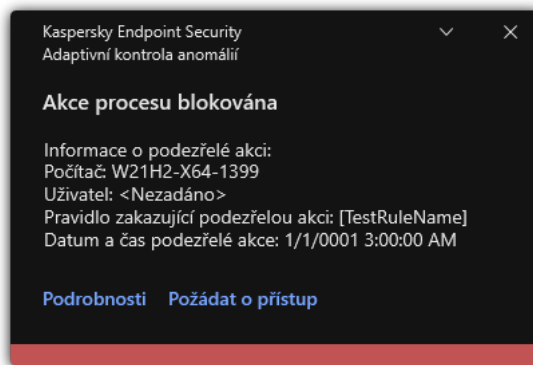 Kaspersky Endpoint Security
Adaptivní kontrola anomálií
Akce procesu blokována
Informace o podezřelé akci:
Počítač: W21H2-X64-1399
Uživatel: <Nezadáno>
Pravidlo zakazující podezřelou akci: [TestRuleName]
Datum a čas podezřelé akce: 1/1/0001 3:00:00 AM
Podrobnosti Požádat o přístup